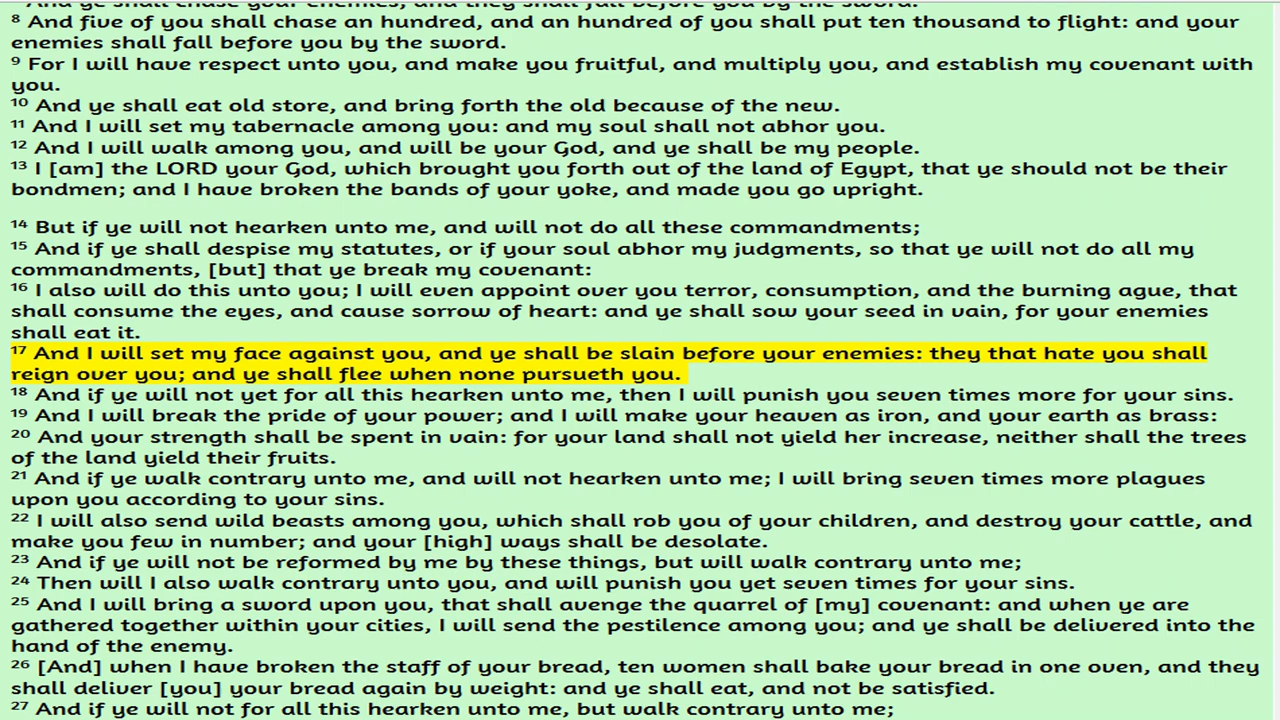 And ye shall chase your enemies, and they shall fall before you by the sword.
8 And five of you shall chase an hundred, and an hundred of you shall put ten thousand to flight: and your
enemies shall fall before you by the sword.
9 For I will have respect unto you, and make you fruitful, and multiply you, and establish my covenant with
you.
10 And ye shall eat old store, and bring forth the old because of the new.
11 And I will set my tabernacle among you: and my soul shall not abhor you.
12 And I will walk among you, and will be your God, and ye shall be my people.
13 I [am] the LORD your God, which brought you forth out of the land of Egypt, that ye should not be their
bondmen; and I have broken the bands of your yoke, and made you go upright.
14 But if ye will not hearken unto me, and will not do all these commandments;
15 And if ye shall despise my statutes, or if your soul abhor my judgments, so that ye will not do all my
commandments, [but] that ye break my covenant:
16 I also will do this unto you; I will even appoint over you terror, consumption, and the burning ague, that
shall consume the eyes, and cause sorrow of heart: and ye shall sow your seed in vain, for your enemies
shall eat it.
17 And I will set my face against you, and ye shall be slain before your enemies: they that hate you shall
reign over you; and ye shall flee when none pursueth you.
18 And if ye will not yet for all this hearken unto me, then I will punish you seven times more for your sins.
19 And I will break the pride of your power; and I will make your heaven as iron, and your earth as brass:
20 And your strength shall be spent in vain: for your land shall not yield her increase, neither shall the trees
of the land yield their fruits.
21 And if ye walk contrary unto me, and will not hearken unto me; I will bring seven times more plagues
upon you according to your sins.
22 I will also send wild beasts among you, which shall rob you of your children, and destroy your cattle, and
make you few in number; and your [high] ways shall be desolate.
23 And if ye will not be reformed by me by these things, but will walk contrary unto me;
24 Then will I also walk contrary unto you, and will punish you yet seven times for your sins.
25 And I will bring a sword upon you, that shall avenge the quarrel of [my] covenant: and when ye are
gathered together within your cities, I will send the pestilence among you; and ye shall be delivered into the
hand of the enemy.
26 [And] when I have broken the staff of your bread, ten women shall bake your bread in one oven, and they
shall deliver [you] your bread again by weight: and ye shall eat, and not be satisfied.
27 And if ye will not for all this hearken unto me, but walk contrary unto me;